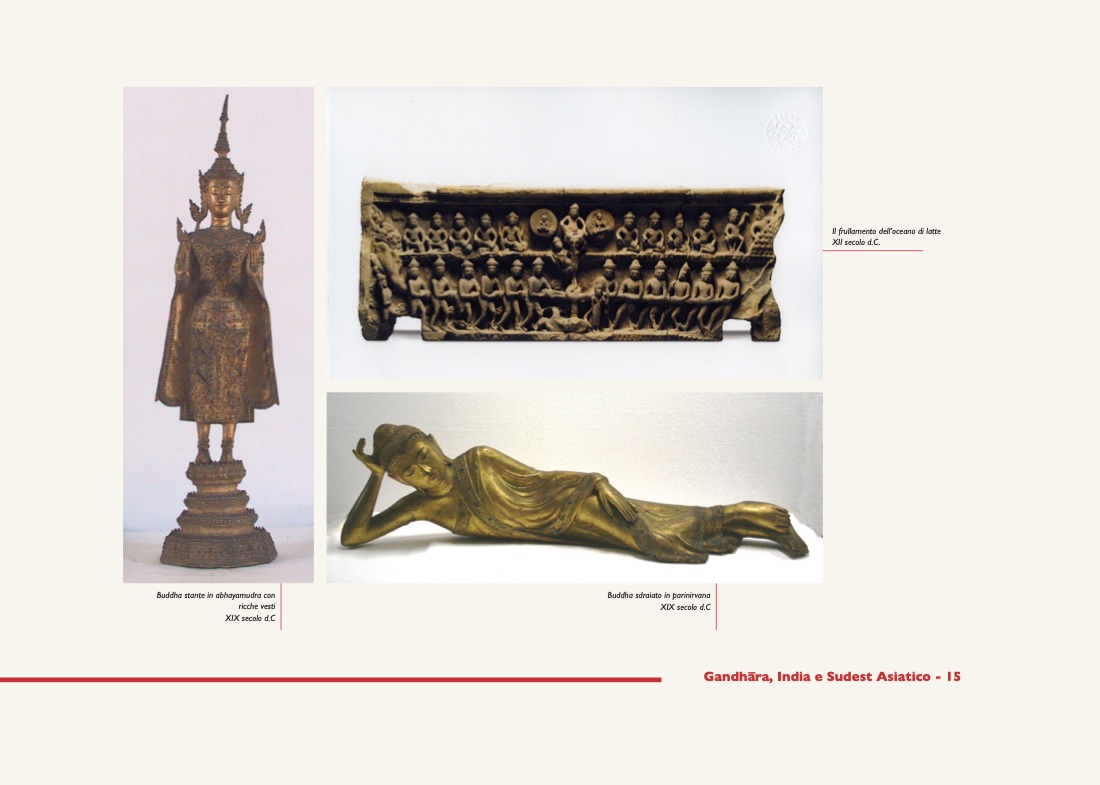 Il frullamento dell'oceano di latte
XII secolo d.C.
Buddha stante in abhayamudra con
ricche vesti
XIX secolo d.C
Buddha sdraiato in parinirvana
XIX secolo d.C
Gandhāra, India e Sudest Asiatico - 15